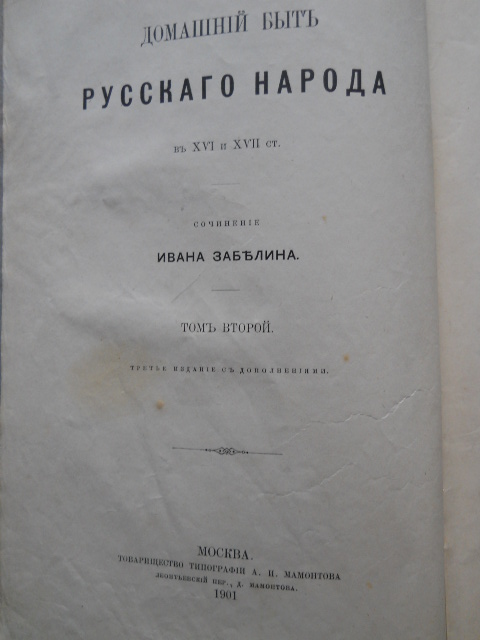 ДОМАШНІЙ БЫТЪ
РУССКАГО НАРОДА
въ XVI и XVII ст.
СОЧИНЕНІЕ
ИВАНА ЗАБѢЛИНА.
ТОМЪ ВТОРОЙ.
ТРЕТЬЕ ИЗДАНІЕ СЪ ДОПОЛНЕНІЯМИ.
МОСКВА.
ТОВАРИЩЕСТВО ТИПОГРАФІЙ А. И. МАМОНТОВА
ЛЕОНТЬЕВСКІЙ ПЕР., Д. МАМОНТОВА.
1901